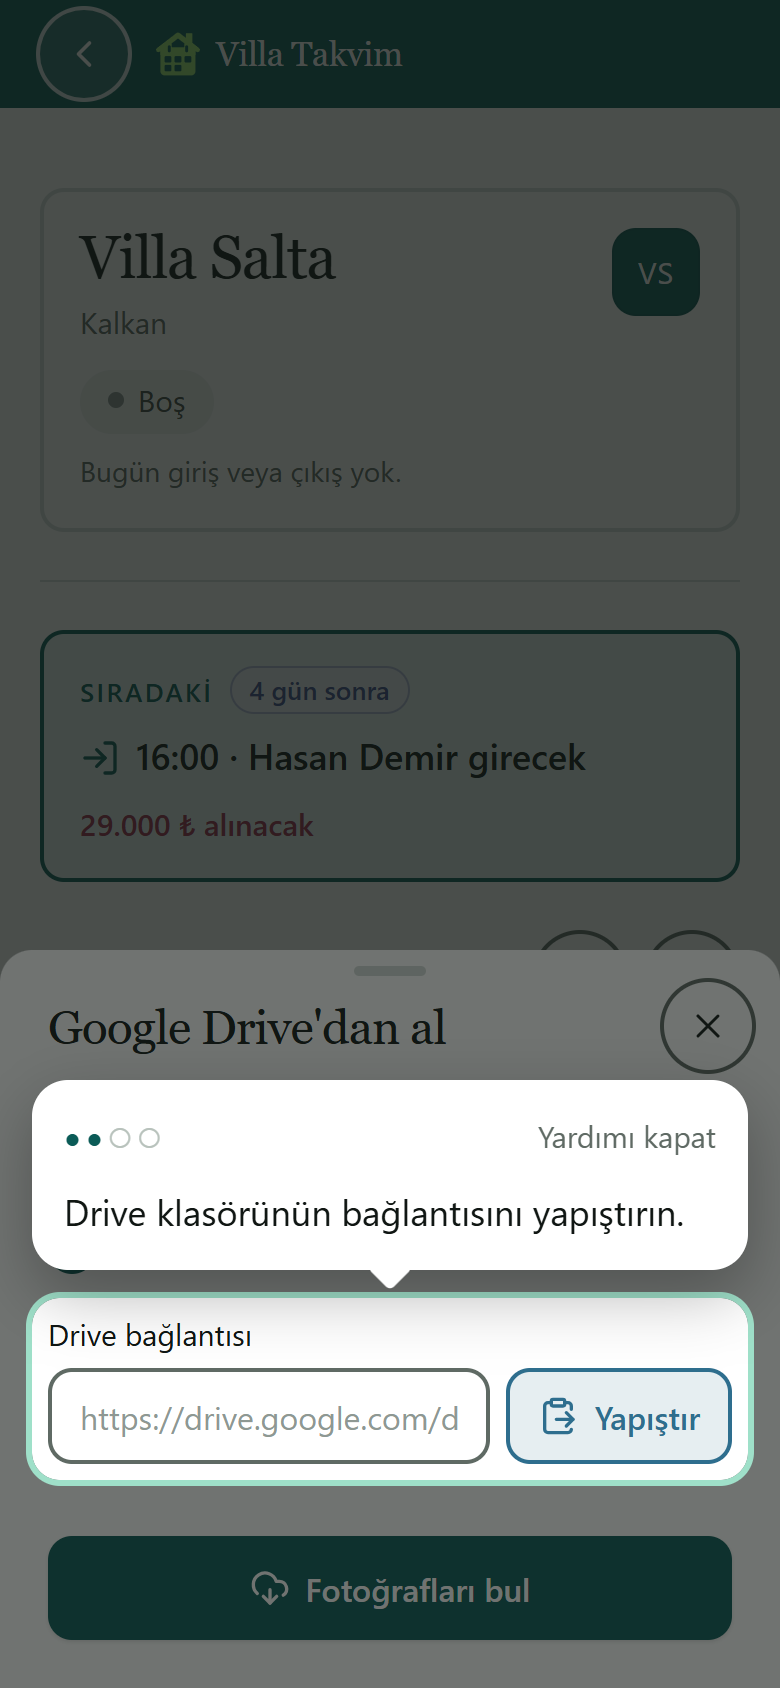 Villa Takvim
Villa Salta
VS
Kalkan
Boş
Bugün giriş veya çıkış yok.
SIRADAKİ
4 gün sonra
16:00 · Hasan Demir girecek
29.000 ₺ alınacak
Google Drive'dan al
Yardımı kapat
Drive klasörünün bağlantısını yapıştırın.
Drive bağlantısı
https://drive.google.com/d
Yapıştır
Fotoğrafları bul